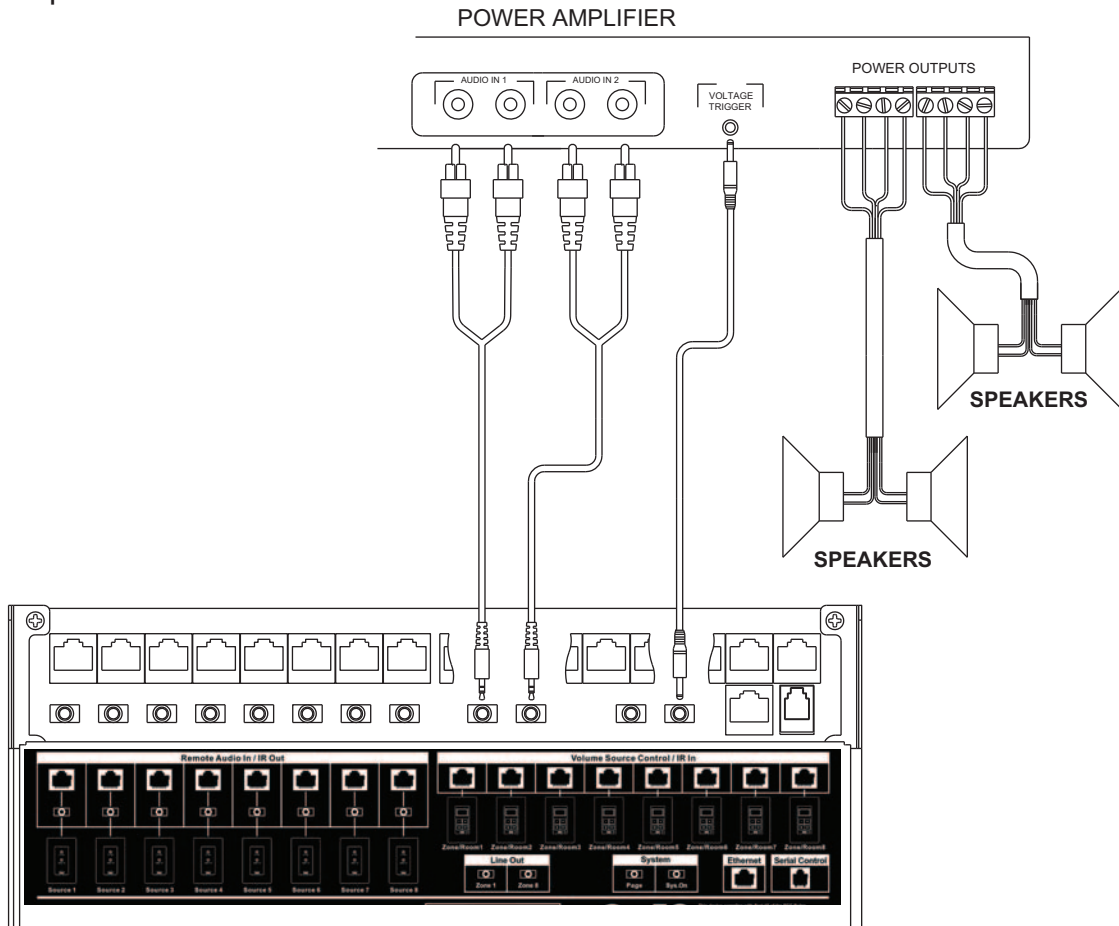 POWER AMPLIFIER
AUDIO IN 1
AUDIO IN 2
VOLTAGE
TRIGGER
POWER OUTPUTS
SPEAKERS
SPEAKERS
Remote Audio In / IR Out
Volume Source Control / IR In
Zone/Room1 Zone/Room2 Zone/Room3 Zone/Room4 Zone/Room5 Zone/Room6 Zone/Room7 Zone/Room8
Line Out
System
Ethernet
Serial Control
Zone 1
Zone 8
Page
Sys.On
Source 1 Source 2 Source 3 Source 4 Source 5 Source 6 Source 7 Source 8